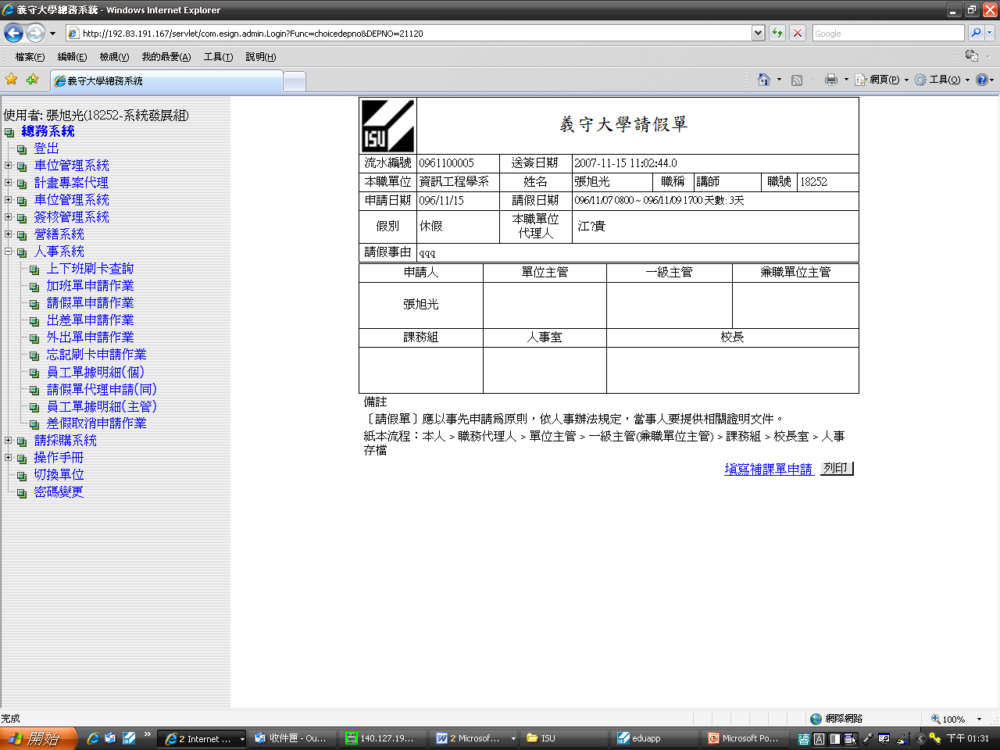 義守大學總務系統 - Windows Internet Explorer
http://192.83.191.167/servlet/com.esign.admin.Login?Func=choicedepno&DEPNO=21120
Google
檔案(F) 編輯(E) 檢視(V) 我的最愛(A) 工具(T) 說明(H)
義守大學總務系統
網頁(P) 工具(O)
使用者: 張旭光(18252-系統發展組)
總務系統
登出
車位管理系統
計畫專案代理
車位管理系統
簽核管理系統
營繕系統
人事系統
上下班刷卡查詢
加班單申請作業
請假單申請作業
出差單申請作業
外出單申請作業
忘記刷卡申請作業
員工單據明細(個)
請假單代理申請(同)
員工單據明細(主管)
差假取消申請作業
請採購系統
操作手冊
切換單位
密碼變更
ISU
義守大學請假單
流水編號 0961100005 送簽日期 2007-11-15 11:02:44.0
本職單位 資訊工程學系 姓名 張旭光 職稱 講師 職號 18252
申請日期 096/11/15 請假日期 096/11/07 0800 ~ 096/11/09 1700 天數: 3天
假別 休假 本職單位
代理人 江?貴
請假事由 qqq
申請人 單位主管 一級主管 兼職單位主管
張旭光
課務組 人事室 校長
備註
〔請假單〕應以事先申請為原則，依人事辦法規定，當事人要提供相關證明文件。
紙本流程：本人 > 職務代理人 > 單位主管 > 一級主管(兼職單位主管) > 課務組 > 校長室 > 人事
存檔
填寫補課單申請 列印
完成
網際網路
100%
開始
2 Internet ...
收件匣 - Ou...
140.127.19...
2 Microsof...
ISU
eduapp
Microsoft Po...
下午 01:31